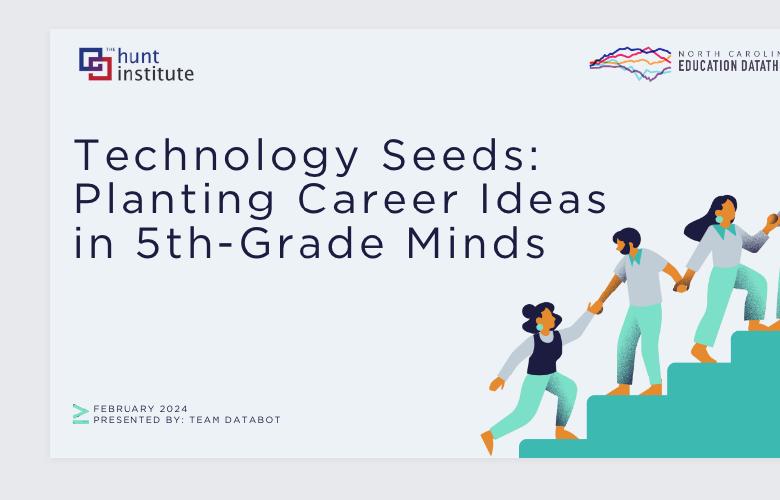 THE hunt
institute
NORTH CAROLIN
EDUCATION DATATH
Technology Seeds:
Planting Career Ideas
in 5th-Grade Minds
FEBRUARY 2024
PRESENTED BY: TEAM DATABOT